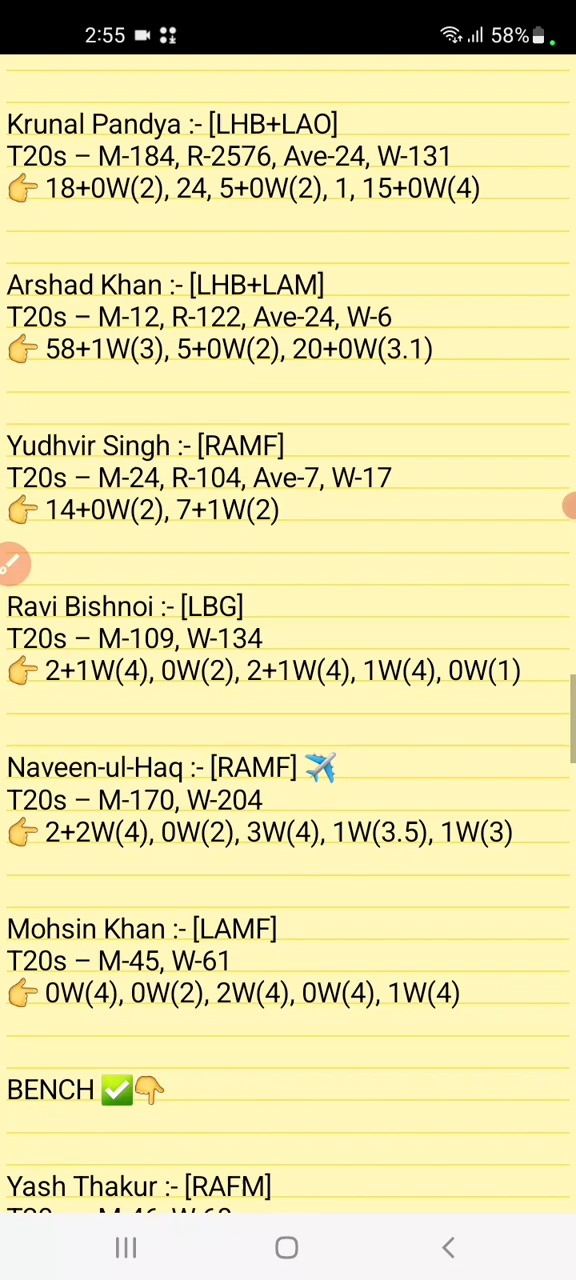 2:55
58%
Krunal Pandya :- [LHB+LAO]
T20s – M-184, R-2576, Ave-24, W-131
👉 18+0W(2), 24, 5+0W(2), 1, 15+0W(4)
Arshad Khan :- [LHB+LAM]
T20s – M-12, R-122, Ave-24, W-6
👉 58+1W(3), 5+0W(2), 20+0W(3.1)
Yudhvir Singh :- [RAMF]
T20s – M-24, R-104, Ave-7, W-17
👉 14+0W(2), 7+1W(2)
Ravi Bishnoi :- [LBG]
T20s – M-109, W-134
👉 2+1W(4), 0W(2), 2+1W(4), 1W(4), 0W(1)
Naveen-ul-Haq :- [RAMF] ✈️
T20s – M-170, W-204
👉 2+2W(4), 0W(2), 3W(4), 1W(3.5), 1W(3)
Mohsin Khan :- [LAMF]
T20s – M-45, W-61
👉 0W(4), 0W(2), 2W(4), 0W(4), 1W(4)
BENCH ✅👇
Yash Thakur :- [RAFM]